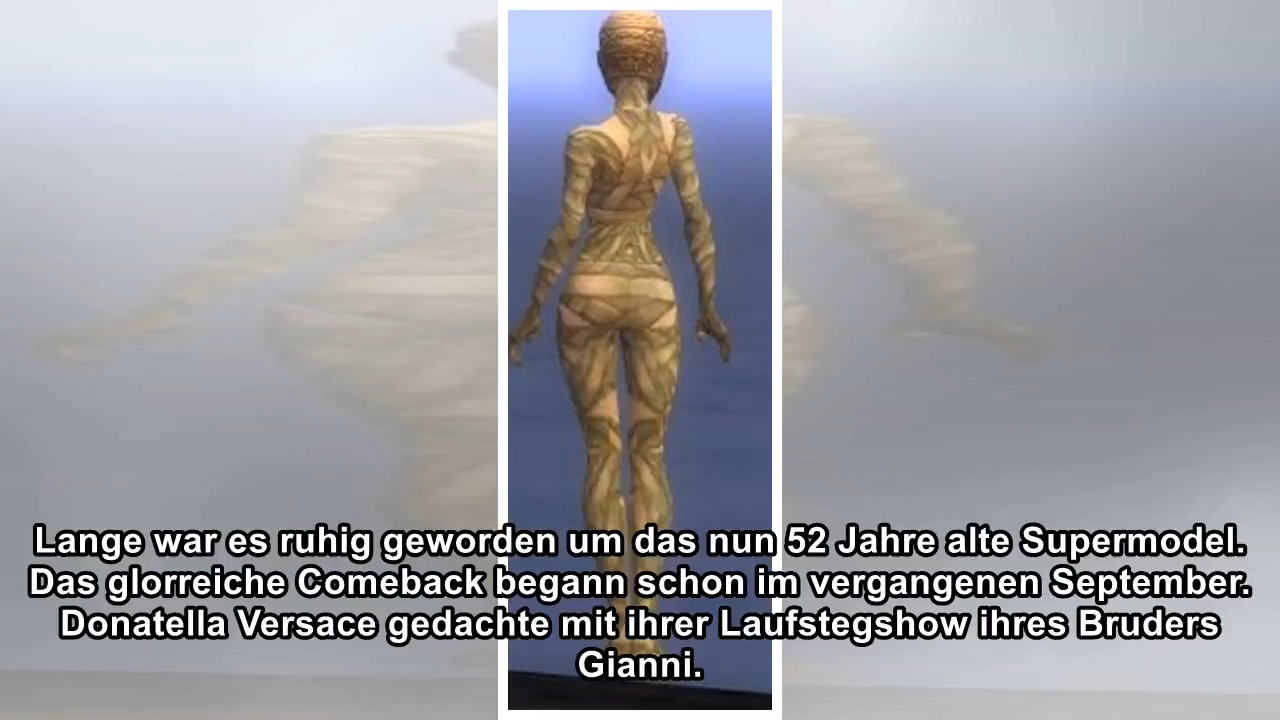 Lange war es ruhig geworden um das nun 52 Jahre alte Supermodel.
Das glorreiche Comeback begann schon im vergangenen September.
Donatella Versace gedachte mit ihrer Laufstegshow ihres Bruders
Gianni.